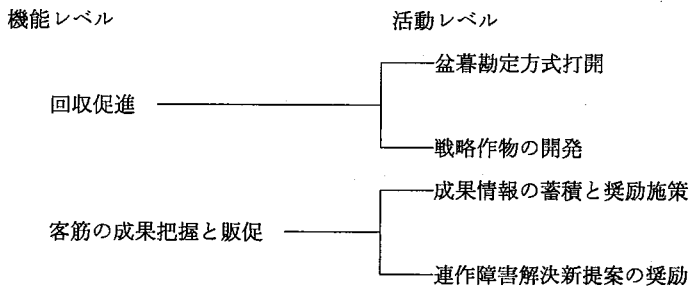 機能レベル
活動レベル
盆暮勘定方式打開
回収促進
戦略作物の開発
成果情報の蓄積と奨励施策
客筋の成果把握と販促
連作障害解決新提案の奨励